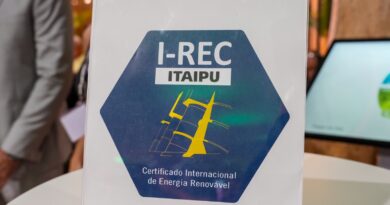 I-REC
ITAIPU
Certificado Internacional
de Energia Renovável